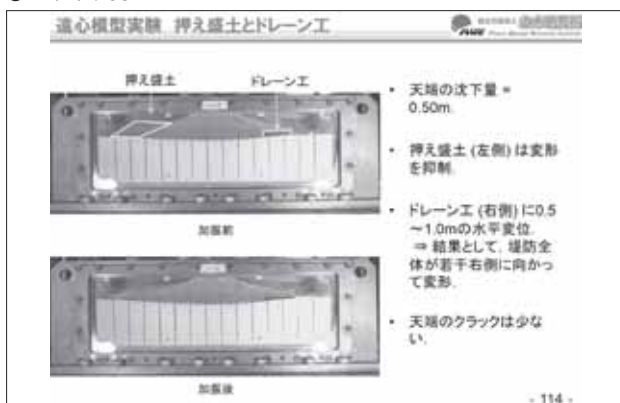 遠心模型実験 押え盛土とドレーン工
押え盛土
ドレーン工
加振前
加振後
• 天端の沈下量 =
0.50m.
• 押え盛土 (左側) は変形
を抑制.
• ドレーン工 (右側) に0.5
～1.0mの水平変位.
⇒ 結果として, 堤防全
体が若干右側に向かっ
て変形.
• 天端のクラックは少な
い.
- 114 -